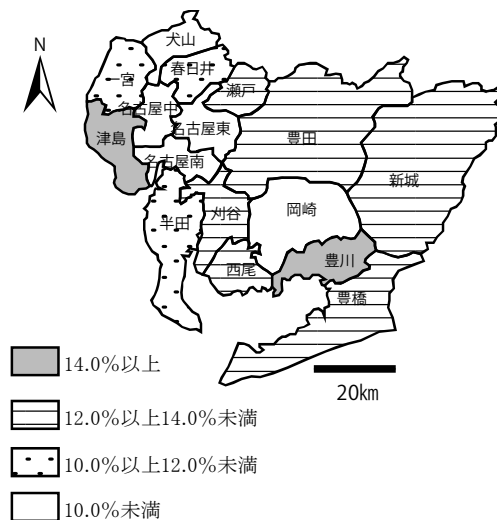 犬山
N
一宮
春日井
瀬戸
名古屋中
津島
名古屋東
豊田
名古屋南
新城
半田
刈谷
岡崎
西尾
豊川
豊橋
14.0%以上
20㎞
12.0%以上14.0%未満
10.0%以上12.0%未満
10.0%未満